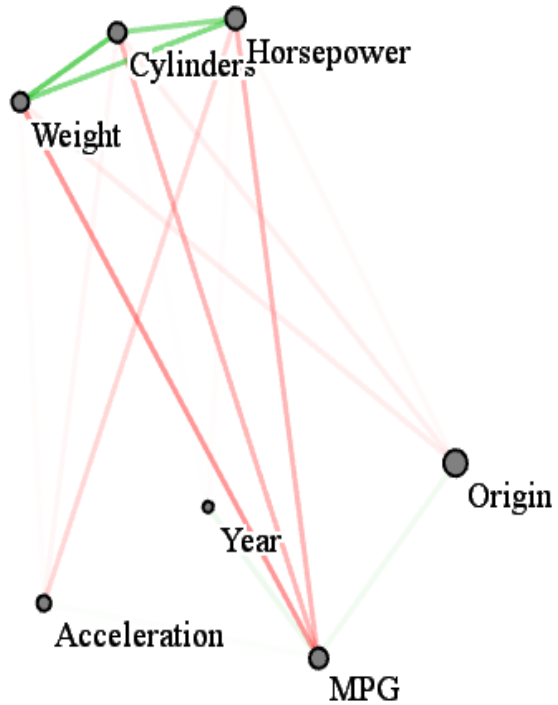 Horsepower
Cylinders
Weight
Origin
Year
Acceleration
MPG